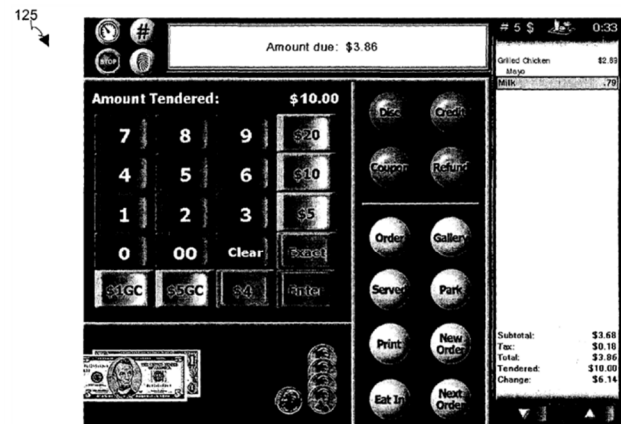 125
STOP
#
Amount due: $3.86
# 5 $ 0:33
Grilled Chicken $2.89
Mayo
Milk .79
Amount Tendered: $10.00
7 8 9 $20
4 5 6 $10
1 2 3 $5
0 00 Clear Exact
$1GC $5GC $4 Enter
Disc Credit
Coupon Refund
Order Gallery
Served Park
Print New Order
Eat In Next Order
Subtotal: $3.68
Tax: $0.18
Total: $3.86
Tendered: $10.00
Change: $6.14